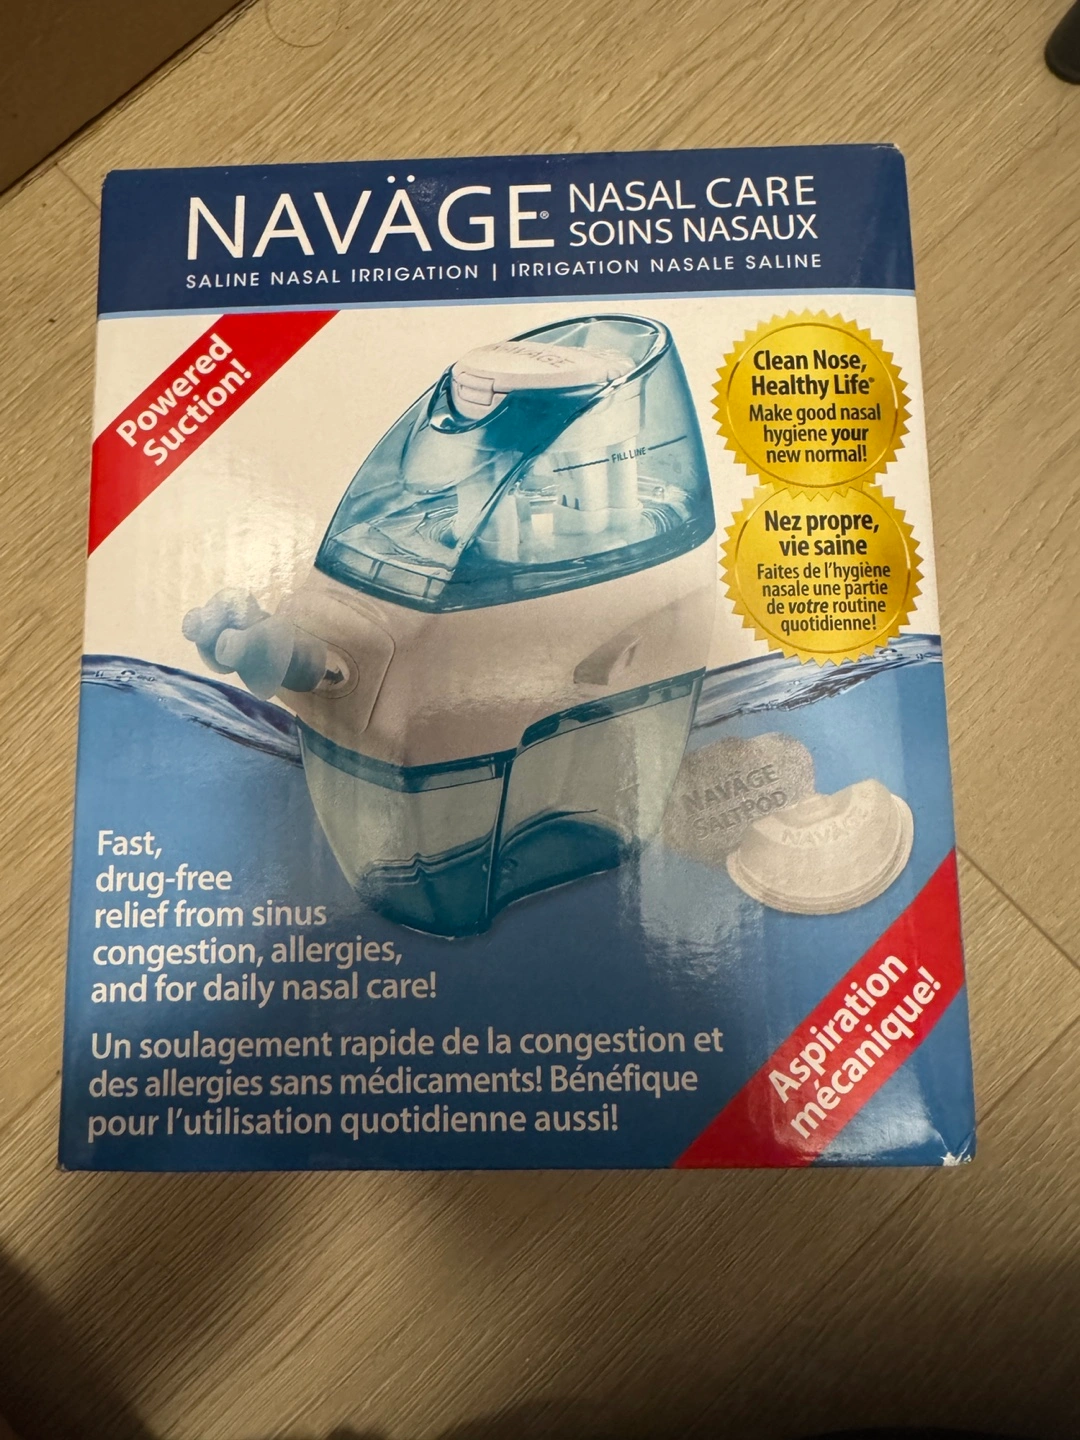 NAVÄGE®
NASAL CARE
SOINS NASAUX
SALINE NASAL IRRIGATION | IRRIGATION NASALE SALINE
Powered
Suction!
NAVAGE
FILL LINE
Clean Nose,
Healthy Life®
Make good nasal
hygiene your
new normal!
Nez propre,
vie saine
Faites de l'hygiène
nasale une partie
de votre routine
quotidienne!
NAVÄGE
SALTPOD
NAVAGE
Fast,
drug-free
relief from sinus
congestion, allergies,
and for daily nasal care!
Un soulagement rapide de la congestion et
des allergies sans médicaments! Bénéfique
pour l'utilisation quotidienne aussi!
Aspiration
mécanique!